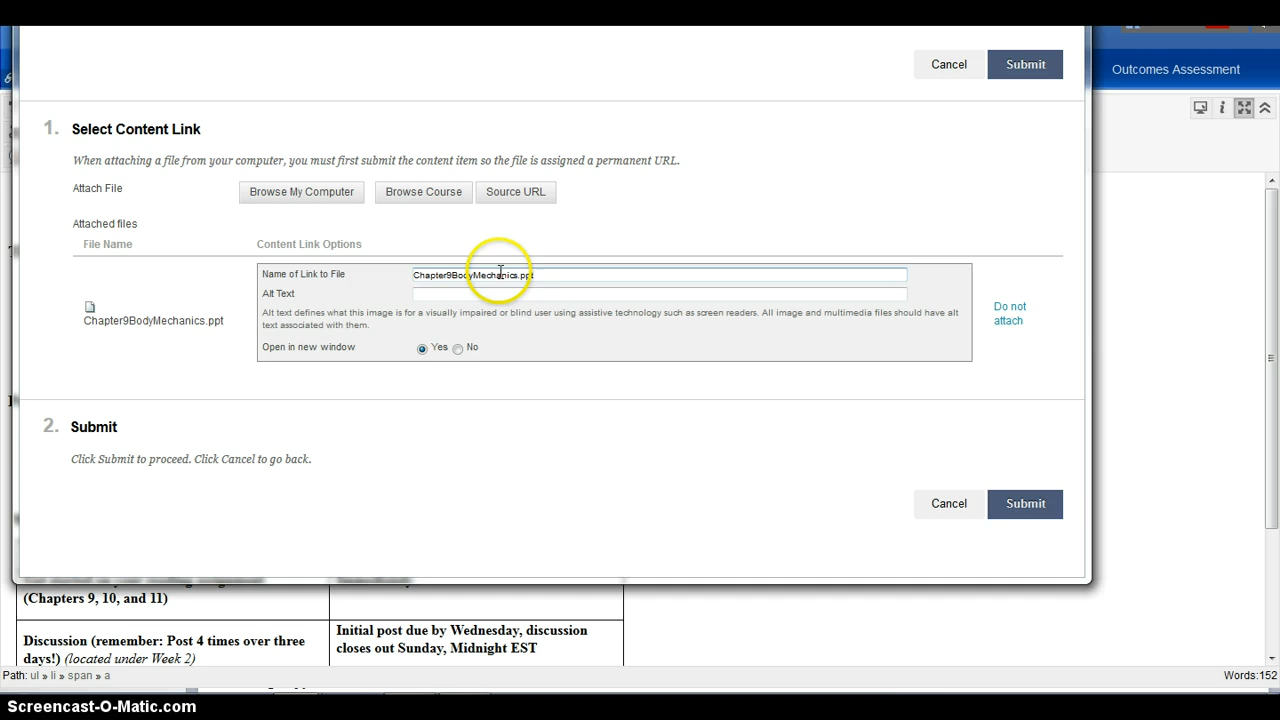 Cancel
Submit
Outcomes Assessment
1. Select Content Link
When attaching a file from your computer, you must first submit the content item so the file is assigned a permanent URL.
Attach File
Browse My Computer
Browse Course
Source URL
Attached files
File Name
Content Link Options
Name of Link to File
Chapter9BodyMechanics.ppt
Alt Text
Alt text defines what this image is for a visually impaired or blind user using assistive technology such as screen readers. All image and multimedia files should have alt
text associated with them.
Chapter9BodyMechanics.ppt
Do not
attach
Open in new window
Yes
No
2. Submit
Click Submit to proceed. Click Cancel to go back.
Cancel
Submit
(Chapters 9, 10, and 11)
Discussion (remember: Post 4 times over three
days!) (located under Week 2)
Initial post due by Wednesday, discussion
closes out Sunday, Midnight EST
Path: ul » li » span » a
Words:152
Screencast-O-Matic.com